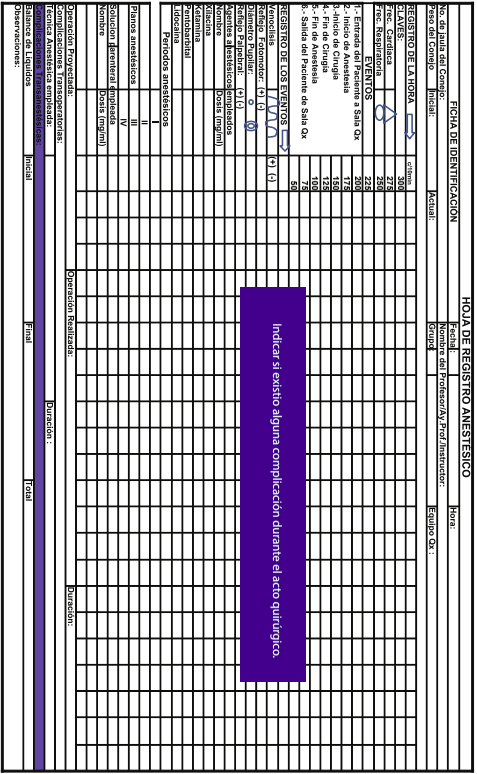 HOJA DE REGISTRO ANESTESICO
FICHA DE IDENTIFICACIÓN
Fecha: Hora:
No. de jaula del Conejo Nombre del Profesor/Ay.Prof./Instructor:
Peso del Conejo Inicial: Actual: Grupo: Equipo Qx :
REGISTRO DE LA HORA c/10min
CLAVES: 300
Frec. Cardiaca 275
Frec. Respiratoria 250
EVENTOS 225
1.- Entrada del Paciente a Sala Qx 200
2.- Inicio de Anestesia 175
3.- Inicio de Cirugía 150
4.- Fin de Cirugía 125
5.- Fin de Anestesia 100
6.- Salida del Paciente de Sala Qx 75
50
REGISTRO DE LOS EVENTOS
Venoclisis (+) (-)
Reflejo Fotomotor: (+) (-)
Diámetro Pupilar:
Reflejo Palpebral: (+) (-)
Agentes anestésicos empleados
Nombre Dosis (mg/ml)
Xilacina
Ketamina
Pentobarbital
Lidocaína
Periodos anestésicos
I
II
Planos anestésicos III
IV
Solucion parenteral empleada
Nombre Dosis (mg/ml)
Indicar si existio alguna complicación durante el acto quirúrgico.
Operación Proyectada: Operación Realizada: Duración:
Complicaciones Transoperatorias:
Técnica Anestésica empleada: Duración :
Complicaciones Transanestésicas:
Balance de Líquidos Inicial Final Total
Observaciones: